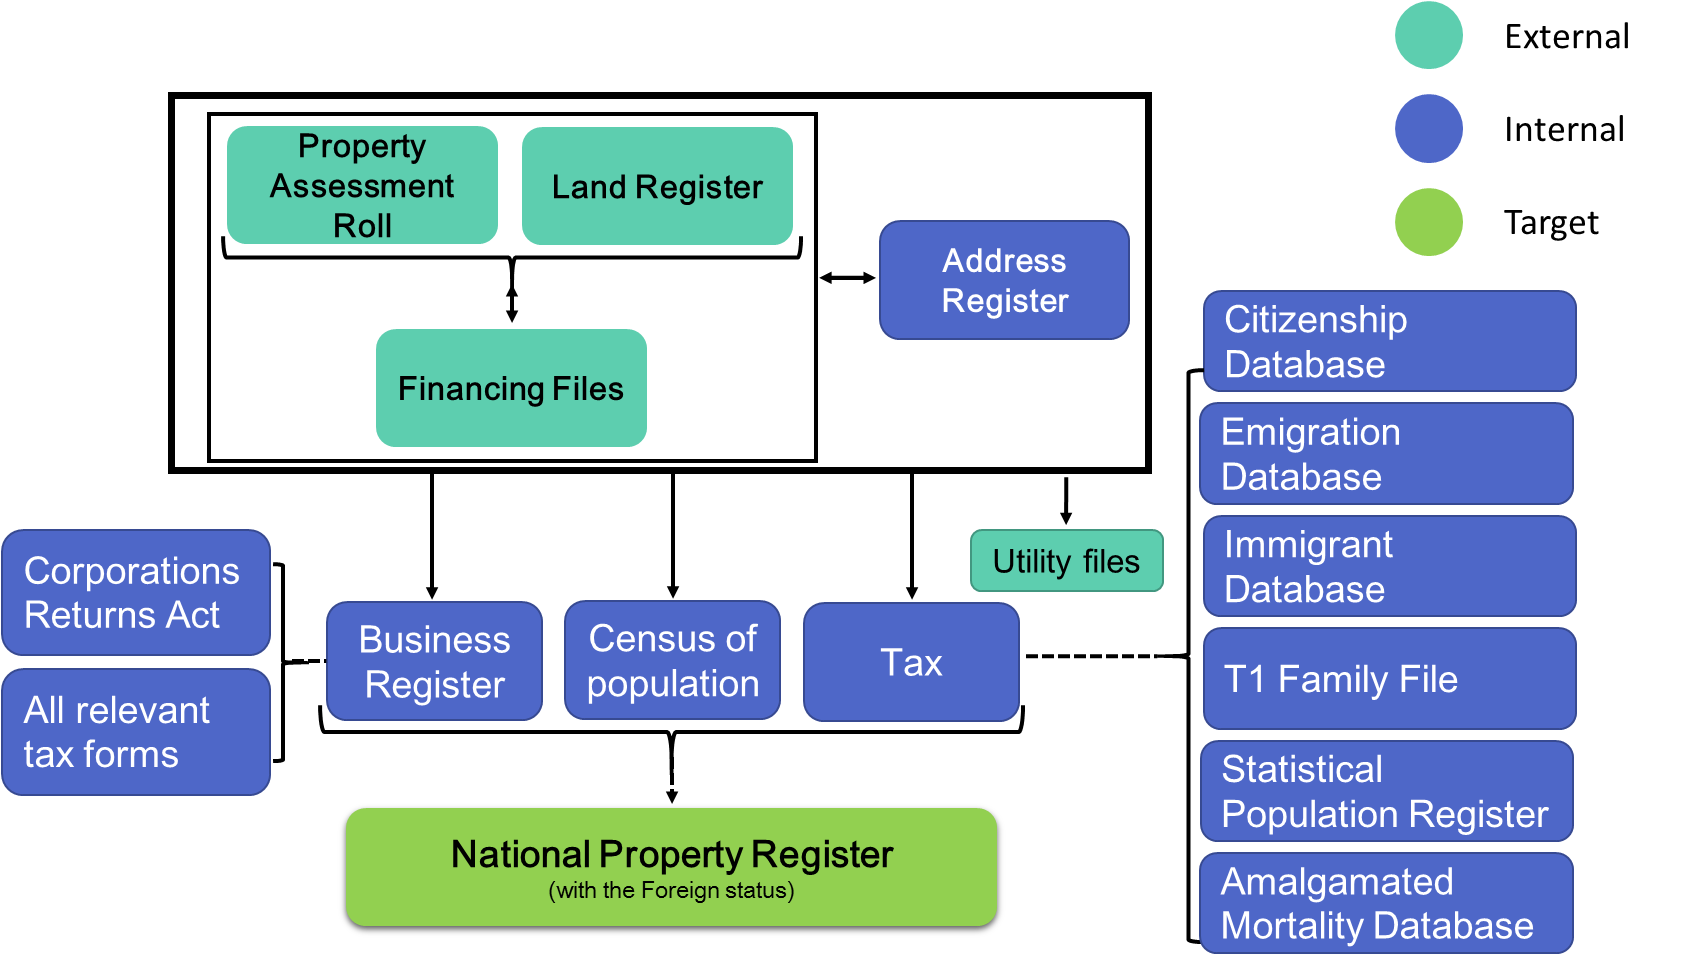 External
Internal
Target
Property
Assessment
Roll
Land Register
Financing Files
Address
Register
Utility files
Corporations
Returns Act
All relevant
tax forms
Business
Register
Census of
population
Tax
Citizenship
Database
Emigration
Database
Immigrant
Database
T1 Family File
Statistical
Population Register
Amalgamated
Mortality Database
National Property Register
(with the Foreign status)